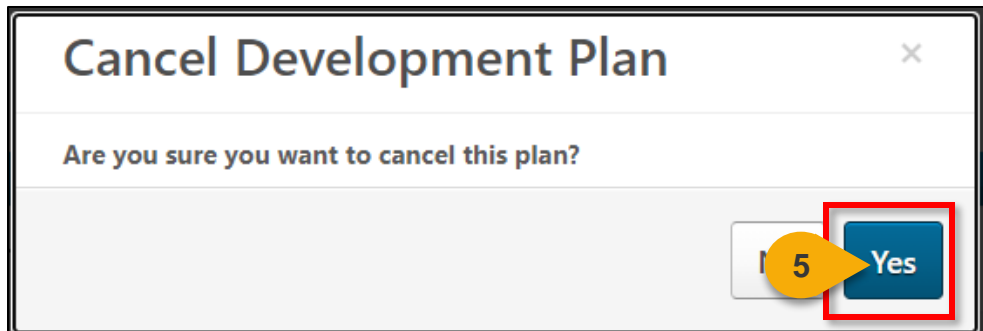 Cancel Development Plan ×
Are you sure you want to cancel this plan?
5 Yes